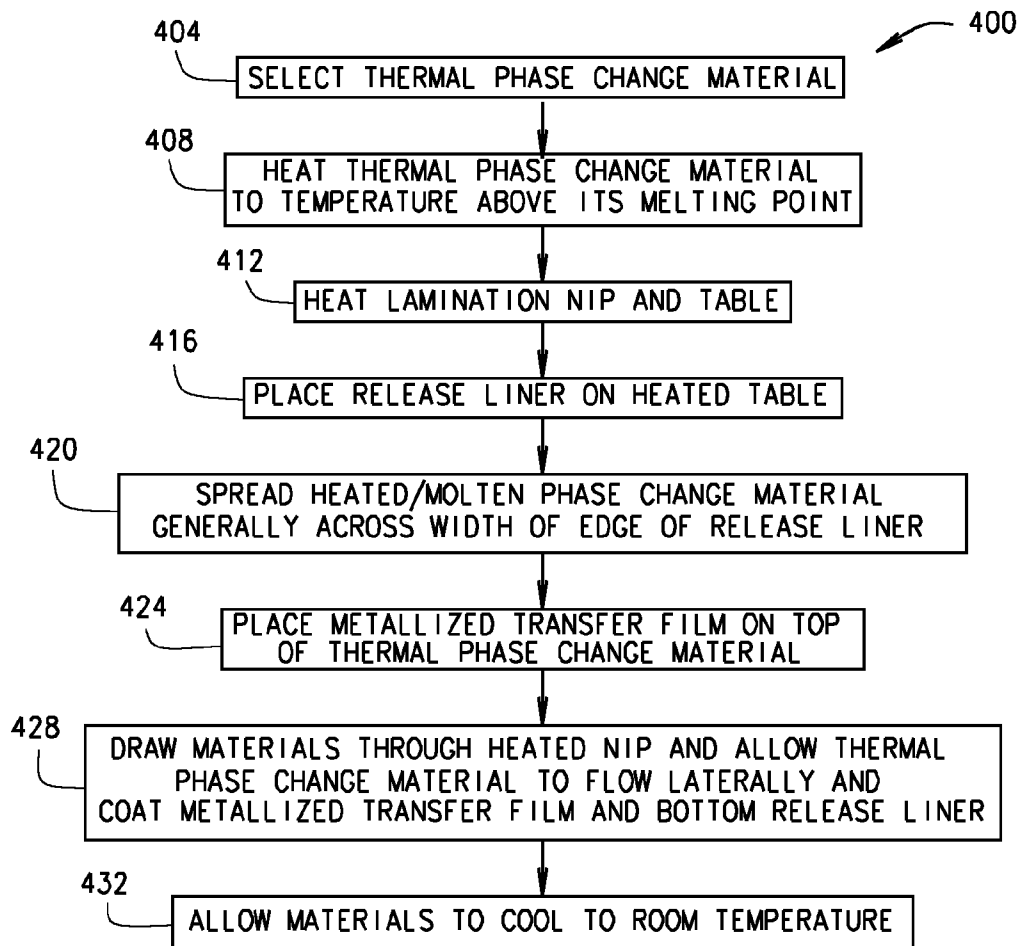 400
404
SELECT THERMAL PHASE CHANGE MATERIAL
408
HEAT THERMAL PHASE CHANGE MATERIAL
TO TEMPERATURE ABOVE ITS MELTING POINT
412
HEAT LAMINATION NIP AND TABLE
416
PLACE RELEASE LINER ON HEATED TABLE
420
SPREAD HEATED/MOLTEN PHASE CHANGE MATERIAL
GENERALLY ACROSS WIDTH OF EDGE OF RELEASE LINER
424
PLACE METALLIZED TRANSFER FILM ON TOP
OF THERMAL PHASE CHANGE MATERIAL
428
DRAW MATERIALS THROUGH HEATED NIP AND ALLOW THERMAL
PHASE CHANGE MATERIAL TO FLOW LATERALLY AND
COAT METALLIZED TRANSFER FILM AND BOTTOM RELEASE LINER
432
ALLOW MATERIALS TO COOL TO ROOM TEMPERATURE